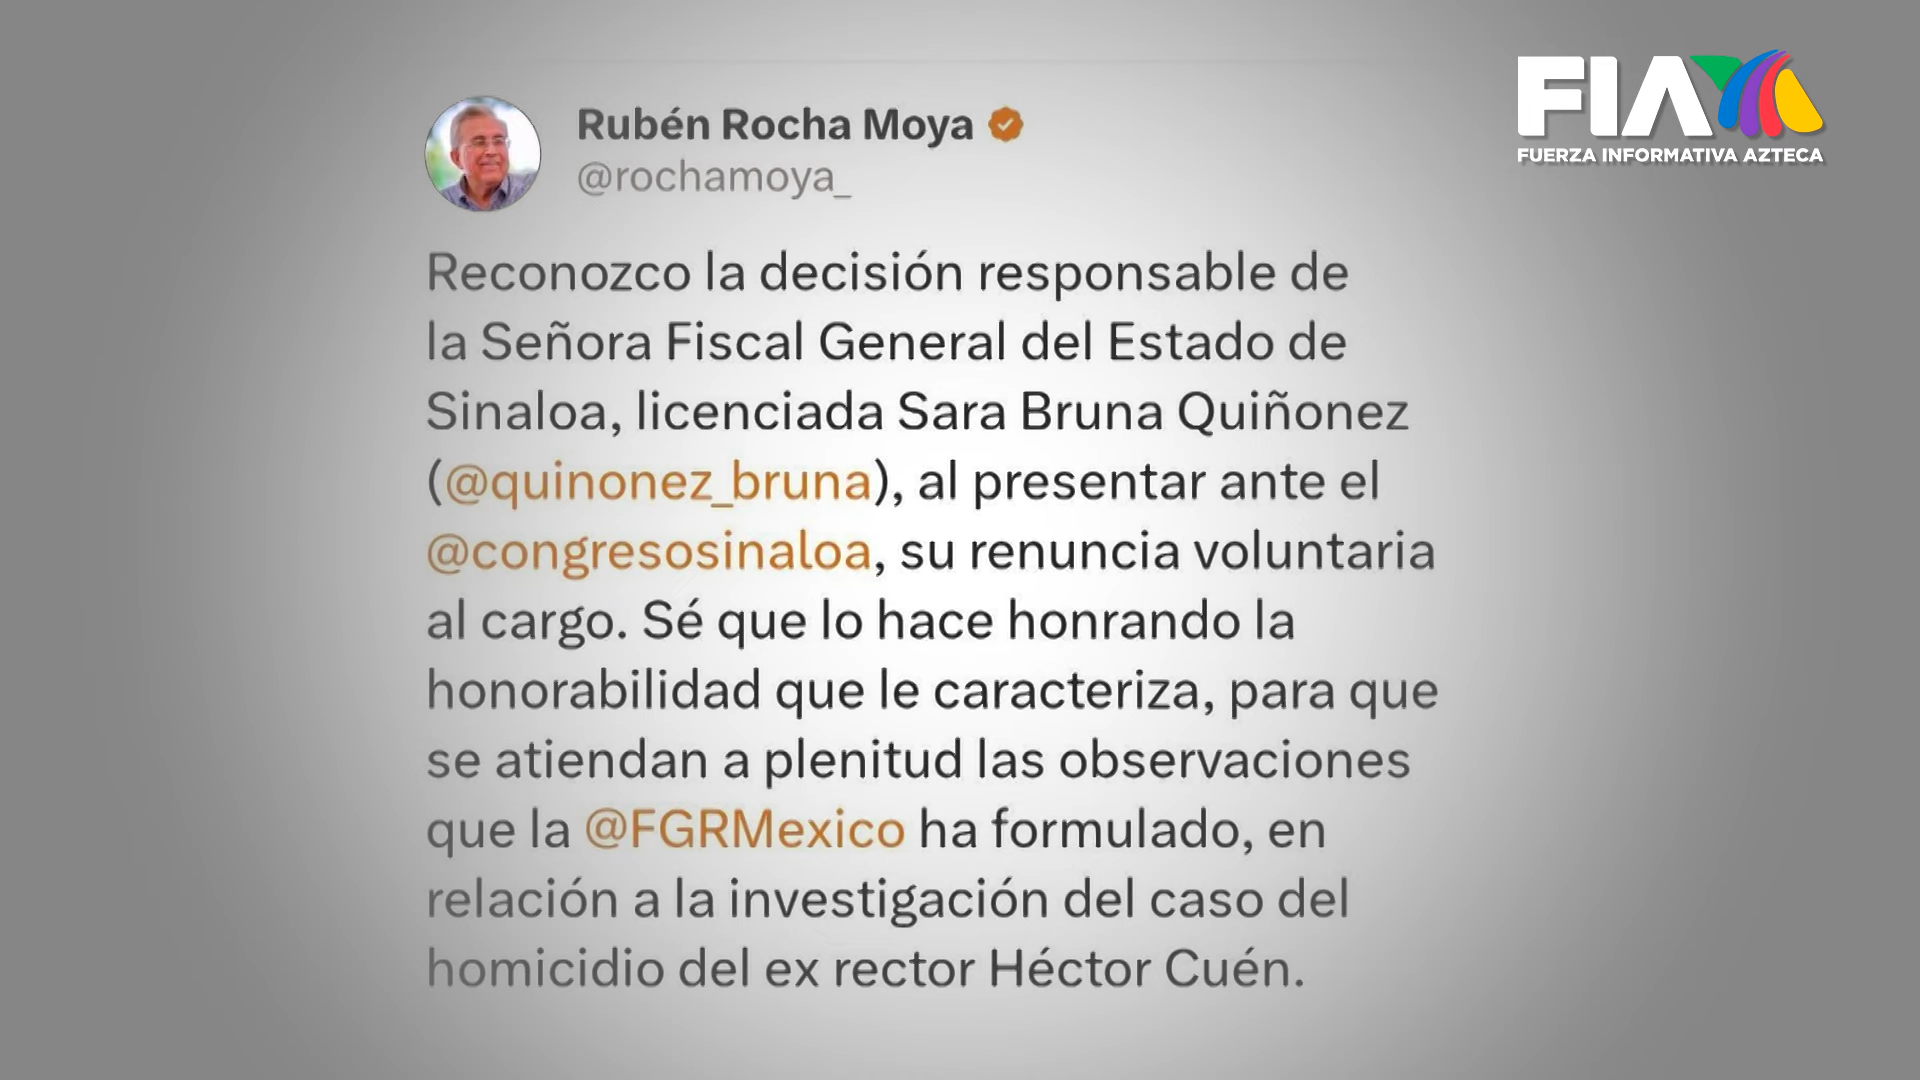 FIA
FUERZA INFORMATIVA AZTECA
Rubén Rocha Moya
@rochamoya_
Reconozco la decisión responsable de
la Señora Fiscal General del Estado de
Sinaloa, licenciada Sara Bruna Quiñonez
(@quinonez_bruna), al presentar ante el
@congresosinaloa, su renuncia voluntaria
al cargo. Sé que lo hace honrando la
honorabilidad que le caracteriza, para que
se atiendan a plenitud las observaciones
que la @FGRMexico ha formulado, en
relación a la investigación del caso del
homicidio del ex rector Héctor Cuén.